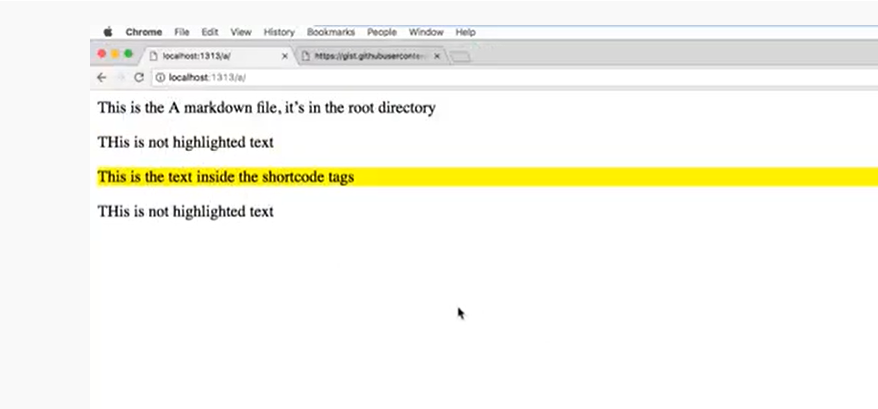 Chrome File Edit View History Bookmarks People Window Help
localhost:1313/a/ https://gist.githubuserconte
localhost:1313/a/
This is the A markdown file, it's in the root directory
THis is not highlighted text
This is the text inside the shortcode tags
THis is not highlighted text